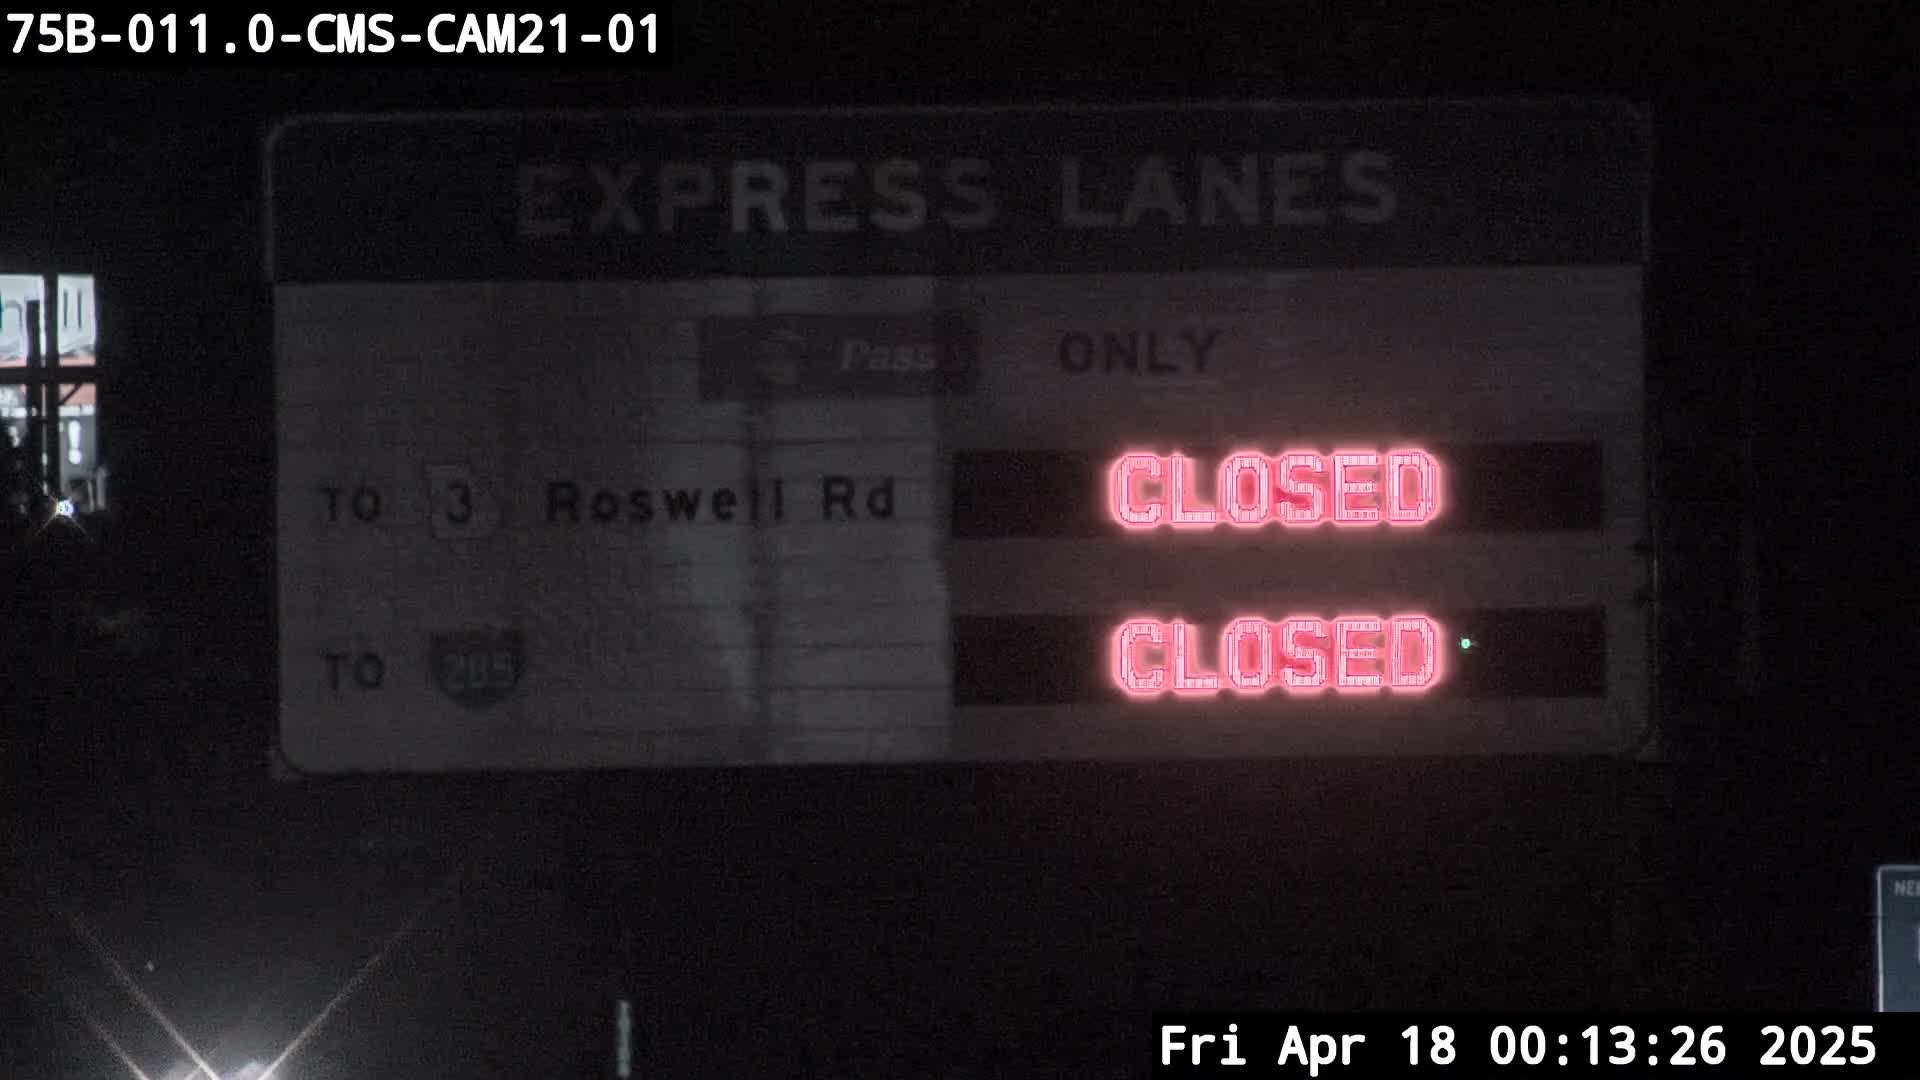 75B-011.0-CMS-CAM21-01
EXPRESS LANES
Pass ONLY
TO 3 Roswell Rd CLOSED
TO 285 CLOSED
Fri Apr 18 00:13:26 2025